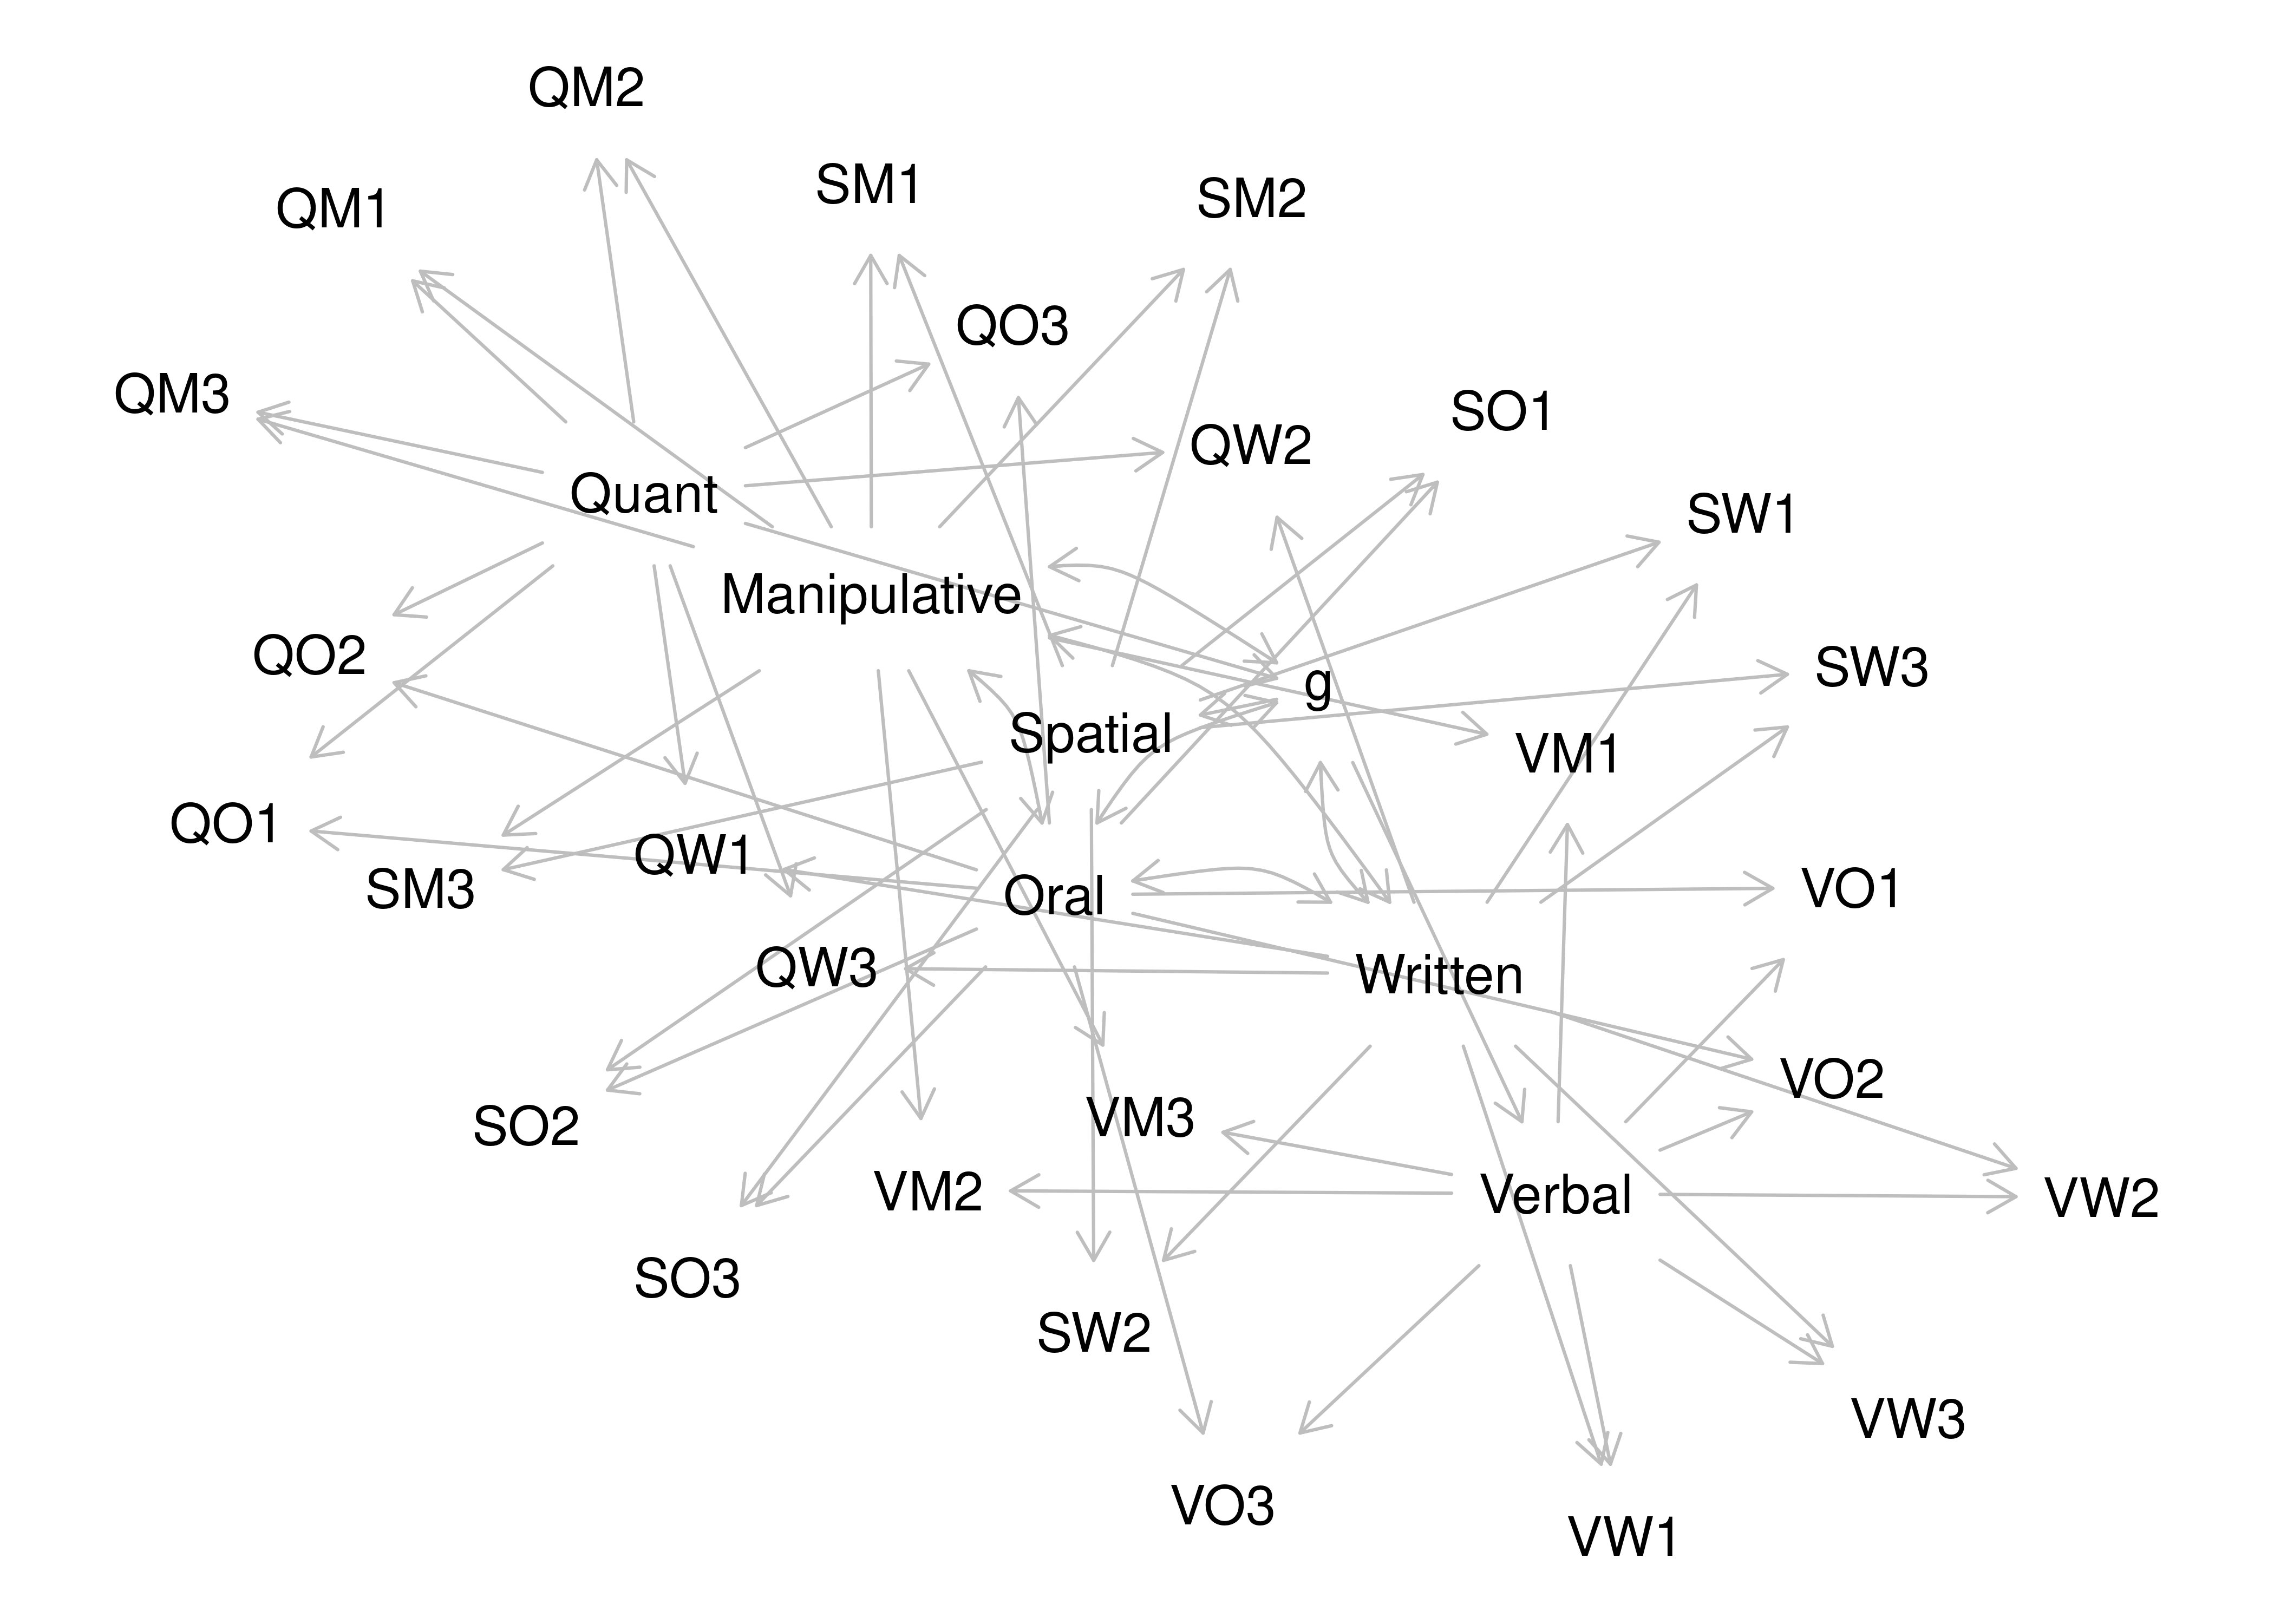 QM2
SM1
SM2
QM1
QO3
QM3
SO1
QW2
Quant
SW1
Manipulative
QO2
SW3
g
Spatial
VM1
QO1
QW1
SM3
Oral
VO1
QW3
Written
VO2
VM3
SO2
VM2
Verbal
VW2
SO3
SW2
VW3
VO3
VW1